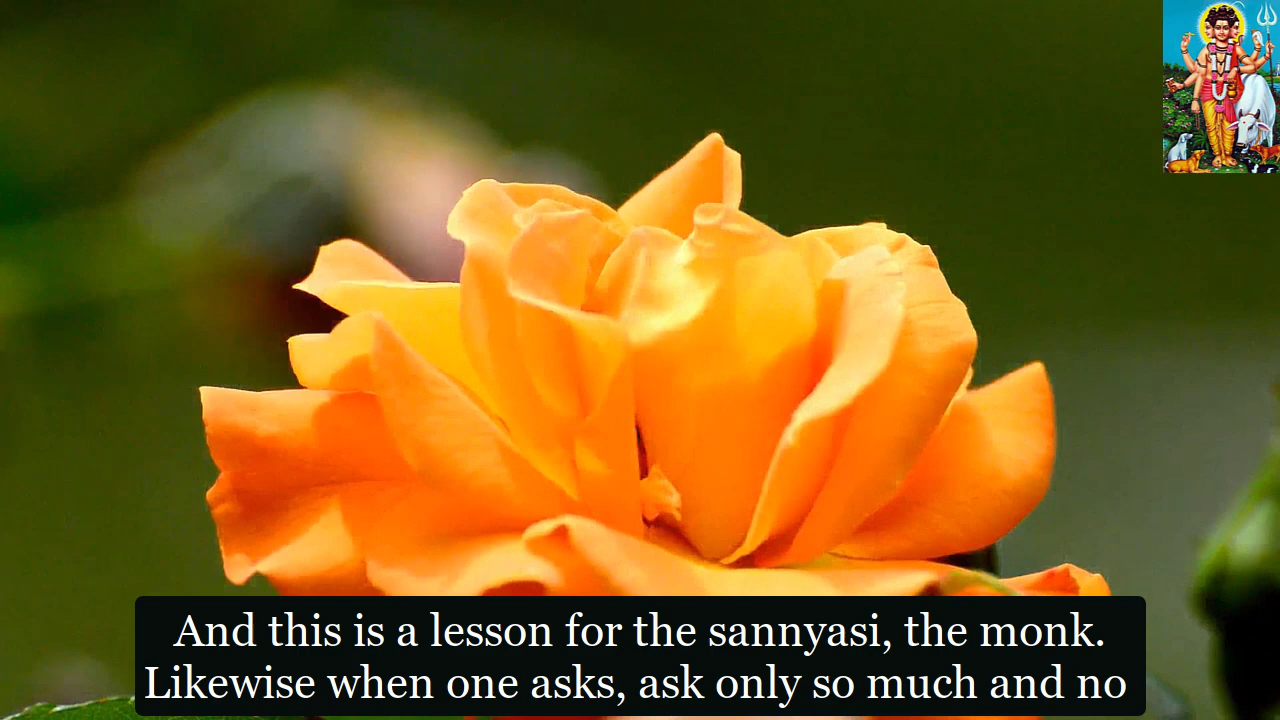 And this is a lesson for the sannyasi, the monk.
Likewise when one asks, ask only so much and no